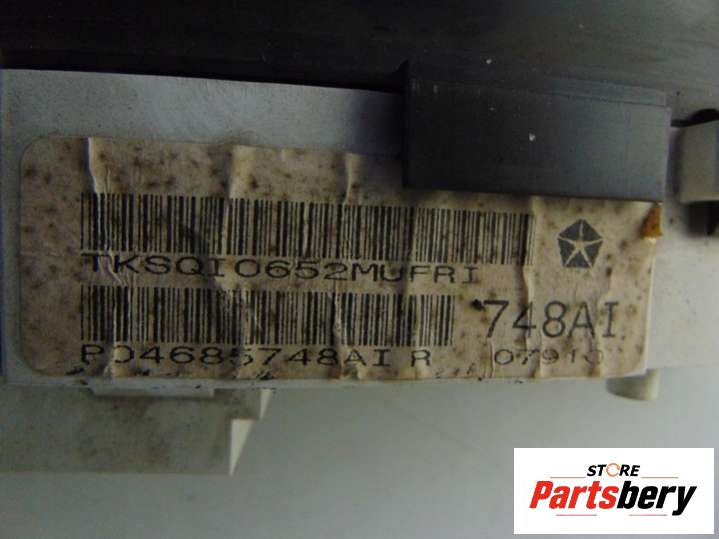 TKSQI0652MUFRI
748AI
P04685748AI R 07910
STORE
Partsbery